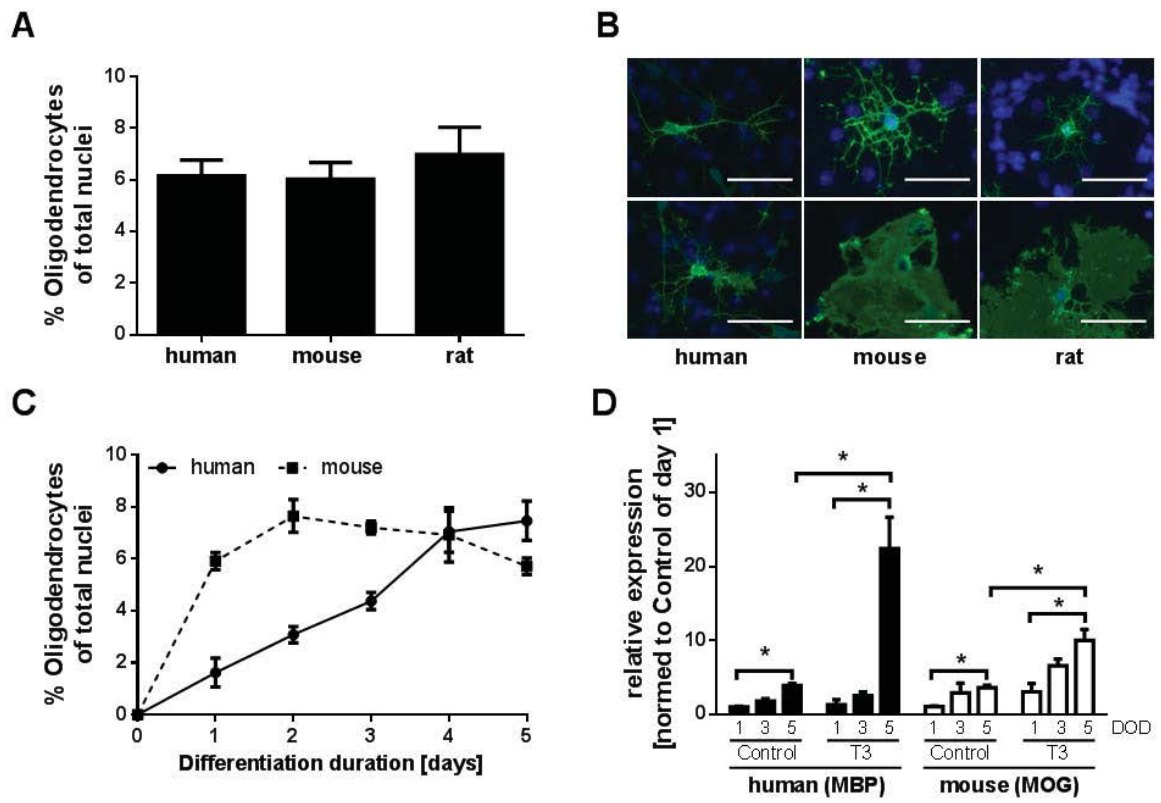 A
% Oligodendrocytes
of total nuclei
10
8
6
4
2
0
human mouse rat
B
human mouse rat
C
% Oligodendrocytes
of total nuclei
10
8
6
4
2
0
human mouse
0 1 2 3 4 5
Differentiation duration [days]
D
relative expression
[normed to Control of day 1]
30
20
10
0
* * * * * *
1 3 5 1 3 5 1 3 5 1 3 5 DOD
Control T3 Control T3
human (MBP) mouse (MOG)